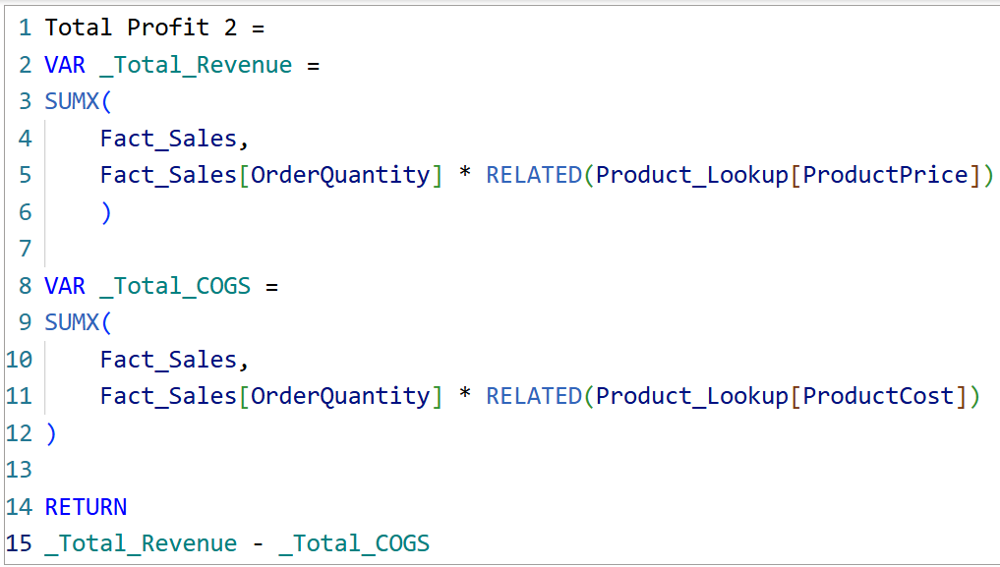 1 Total Profit 2 =
2 VAR _Total_Revenue =
3 SUMX(
4     Fact_Sales,
5     Fact_Sales[OrderQuantity] * RELATED(Product_Lookup[ProductPrice])
6     )
7
8 VAR _Total_COGS =
9 SUMX(
10     Fact_Sales,
11     Fact_Sales[OrderQuantity] * RELATED(Product_Lookup[ProductCost])
12 )
13
14 RETURN
15 _Total_Revenue - _Total_COGS